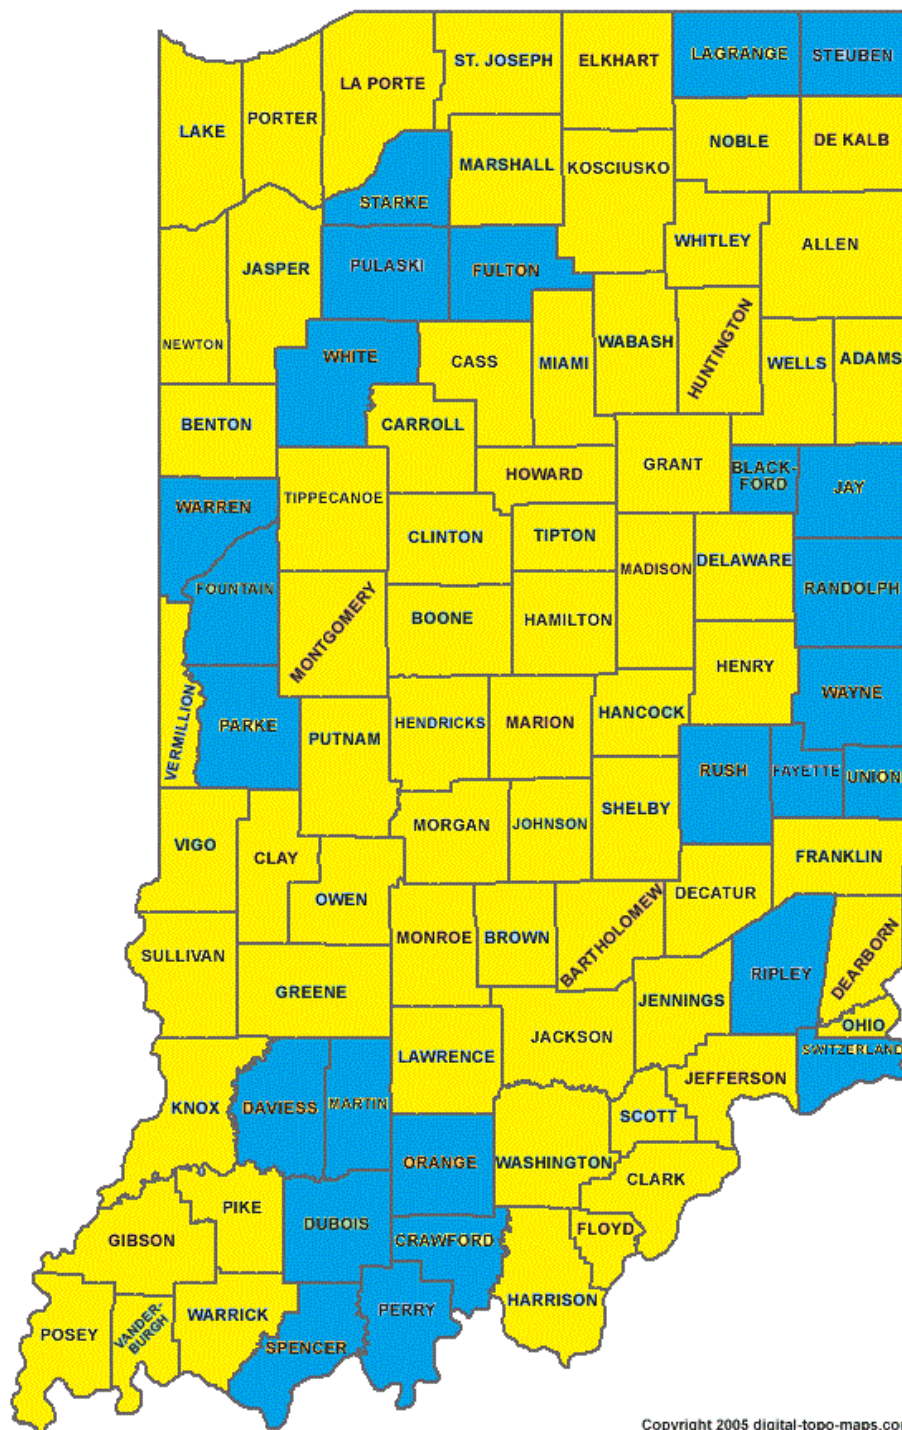 LAGRANGE
STEUBEN
ST. JOSEPH
ELKHART
LA PORTE
PORTER
LAKE
NOBLE
DE KALB
MARSHALL
KOSCIUSKO
STARKE
WHITLEY
ALLEN
JASPER
PULASKI
FULTON
NEWTON
WHITE
CASS
MIAMI
WABASH
HUNTINGTON
WELLS
ADAMS
BENTON
CARROLL
HOWARD
GRANT
BLACK-
FORD
JAY
WARREN
TIPPECANOE
CLINTON
TIPTON
MADISON
DELAWARE
FOUNTAIN
RANDOLPH
MONTGOMERY
BOONE
HAMILTON
HENRY
WAYNE
VERMILLION
PARKE
PUTNAM
HENDRICKS
MARION
HANCOCK
RUSH
FAYETTE
UNION
VIGO
CLAY
MORGAN
JOHNSON
SHELBY
FRANKLIN
OWEN
DECATUR
SULLIVAN
MONROE
BROWN
BARTHOLOMEW
RIPLEY
DEARBORN
GREENE
JENNINGS
OHIO
JACKSON
LAWRENCE
SWITZERLAND
JEFFERSON
KNOX
DAVIESS
MARTIN
SCOTT
ORANGE
WASHINGTON
CLARK
PIKE
DUBOIS
FLOYD
GIBSON
CRAWFORD
HARRISON
POSEY
VANDER-
BURGH
WARRICK
PERRY
SPENCER
Copyright 2005 digital-topo-maps.com